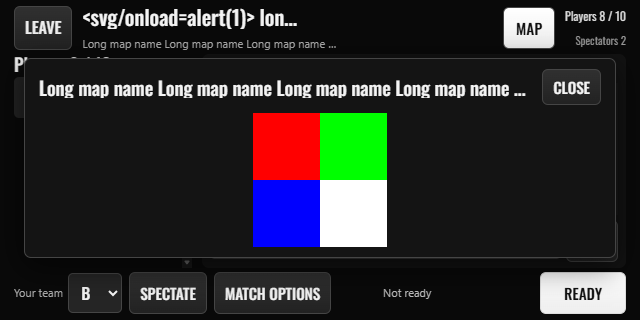 LEAVE
<svg/onload=alert(1)> lon...
Long map name Long map name Long map name ...
MAP
Players 8 / 10
Spectators 2
Long map name Long map name Long map name Long map name ...
CLOSE
Your team
B
SPECTATE
MATCH OPTIONS
Not ready
READY